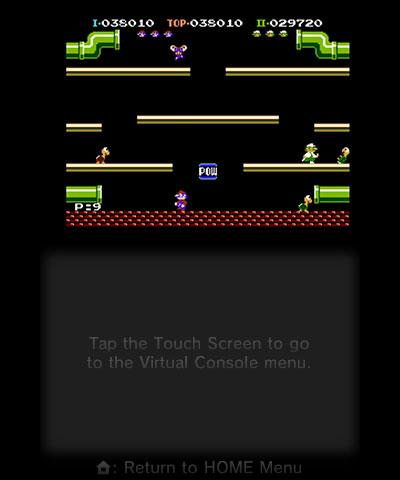 I-038010 TOP-038010 II-029720
POW
P=9
Tap the Touch Screen to go
to the Virtual Console menu.
: Return to HOME Menu